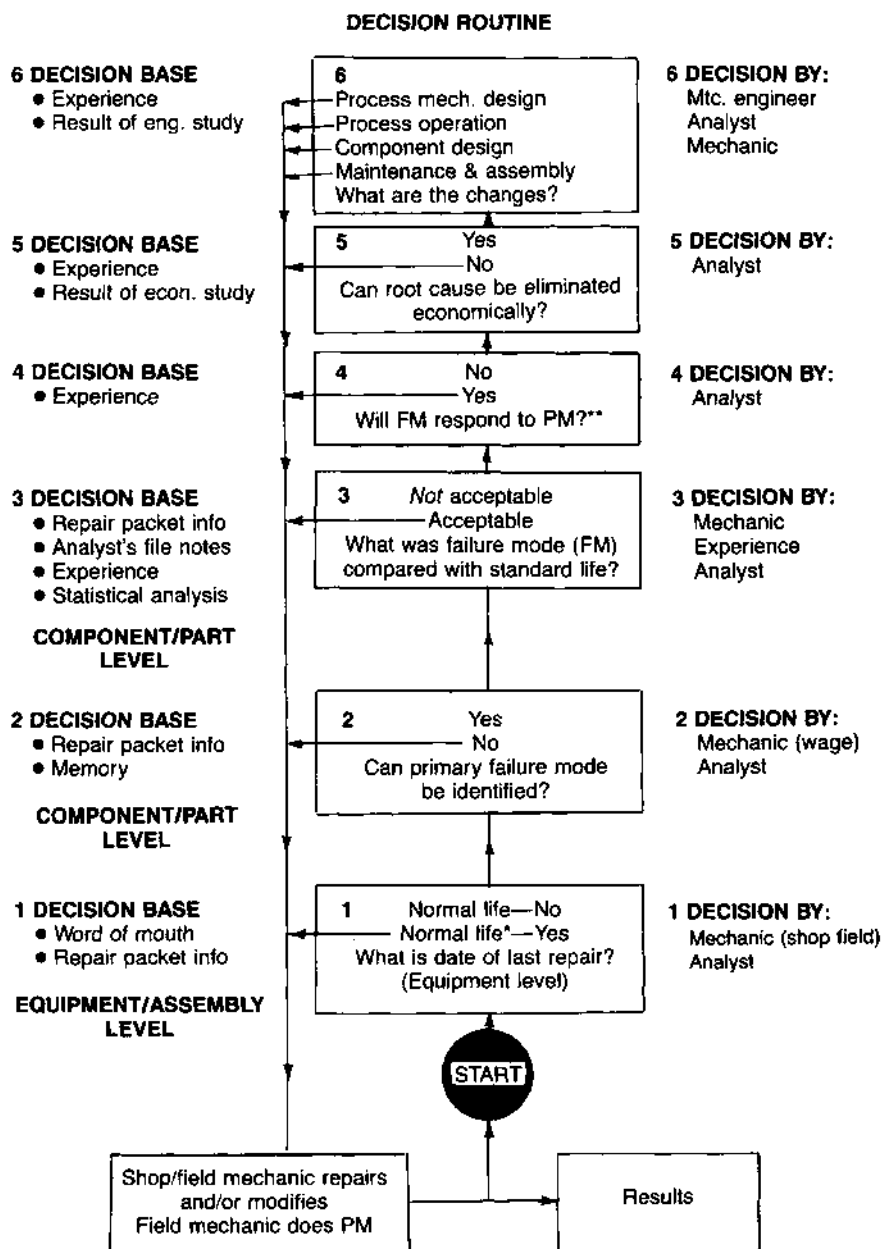 DECISION ROUTINE
6 DECISION BASE
● Experience
● Result of eng. study
6
Process mech. design
Process operation
Component design
Maintenance & assembly
What are the changes?
6 DECISION BY:
Mtc. engineer
Analyst
Mechanic
5 DECISION BASE
● Experience
● Result of econ. study
5 Yes
No
Can root cause be eliminated
economically?
5 DECISION BY:
Analyst
4 DECISION BASE
● Experience
4 No
Yes
Will FM respond to PM?**
4 DECISION BY:
Analyst
3 DECISION BASE
● Repair packet info
● Analyst's file notes
● Experience
● Statistical analysis
COMPONENT/PART
LEVEL
3 Not acceptable
Acceptable
What was failure mode (FM)
compared with standard life?
3 DECISION BY:
Mechanic
Experience
Analyst
2 DECISION BASE
● Repair packet info
● Memory
COMPONENT/PART
LEVEL
2 Yes
No
Can primary failure mode
be identified?
2 DECISION BY:
Mechanic (wage)
Analyst
1 DECISION BASE
● Word of mouth
● Repair packet info
EQUIPMENT/ASSEMBLY
LEVEL
1 Normal life—No
Normal life*—Yes
What is date of last repair?
(Equipment level)
1 DECISION BY:
Mechanic (shop field)
Analyst
START
Shop/field mechanic repairs
and/or modifies
Field mechanic does PM
Results